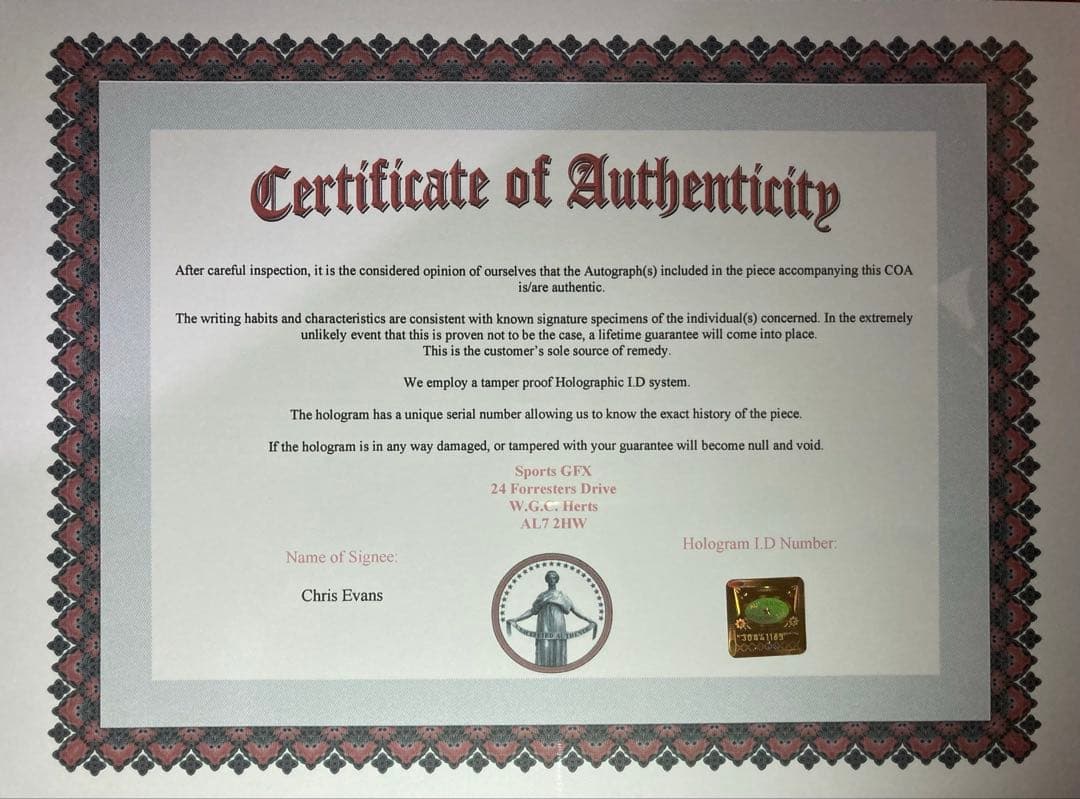 Certificate of Authenticity
After careful inspection, it is the considered opinion of ourselves that the Autograph(s) included in the piece accompanying this COA
is/are authentic.
The writing habits and characteristics are consistent with known signature specimens of the individual(s) concerned. In the extremely
unlikely event that this is proven not to be the case, a lifetime guarantee will come into place.
This is the customer's sole source of remedy.
We employ a tamper proof Holographic I.D system.
The hologram has a unique serial number allowing us to know the exact history of the piece.
If the hologram is in any way damaged, or tampered with your guarantee will become null and void.
Sports GFX
24 Forresters Drive
W.G.C. Herts
AL7 2HW
Name of Signee:
Hologram I.D Number:
Chris Evans